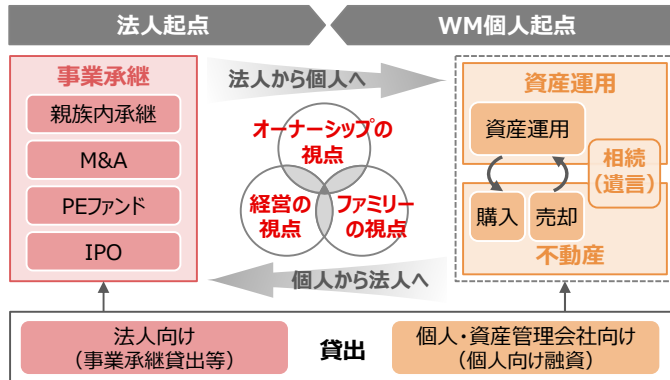 法人起点
WM個人起点
事業承継
親族内承継
M&A
PEファンド
IPO
法人から個人へ
オーナーシップの
視点
経営の
視点
ファミリー
の視点
個人から法人へ
資産運用
資産運用
相続
(遺言)
購入
売却
不動産
法人向け
(事業承継貸出等)
貸出
個人・資産管理会社向け
(個人向け融資)